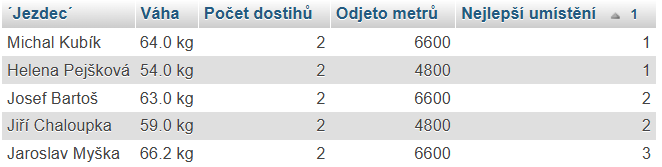 ´Jezdec´ Váha Počet dostihů Odjeto metrů Nejlepší umístění 1
Michal Kubík 64.0 kg 2 6600 1
Helena Pejšková 54.0 kg 2 4800 1
Josef Bartoš 63.0 kg 2 6600 2
Jiří Chaloupka 59.0 kg 2 4800 2
Jaroslav Myška 66.2 kg 2 6600 3